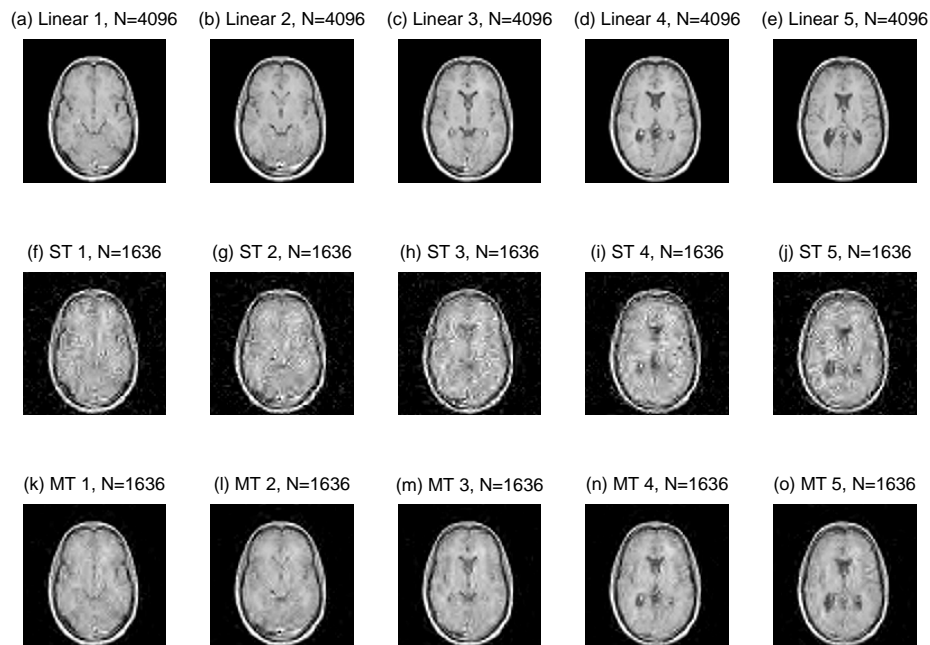 (a) Linear 1, N=4096
(b) Linear 2, N=4096
(c) Linear 3, N=4096
(d) Linear 4, N=4096
(e) Linear 5, N=4096
(f) ST 1, N=1636
(g) ST 2, N=1636
(h) ST 3, N=1636
(i) ST 4, N=1636
(j) ST 5, N=1636
(k) MT 1, N=1636
(l) MT 2, N=1636
(m) MT 3, N=1636
(n) MT 4, N=1636
(o) MT 5, N=1636